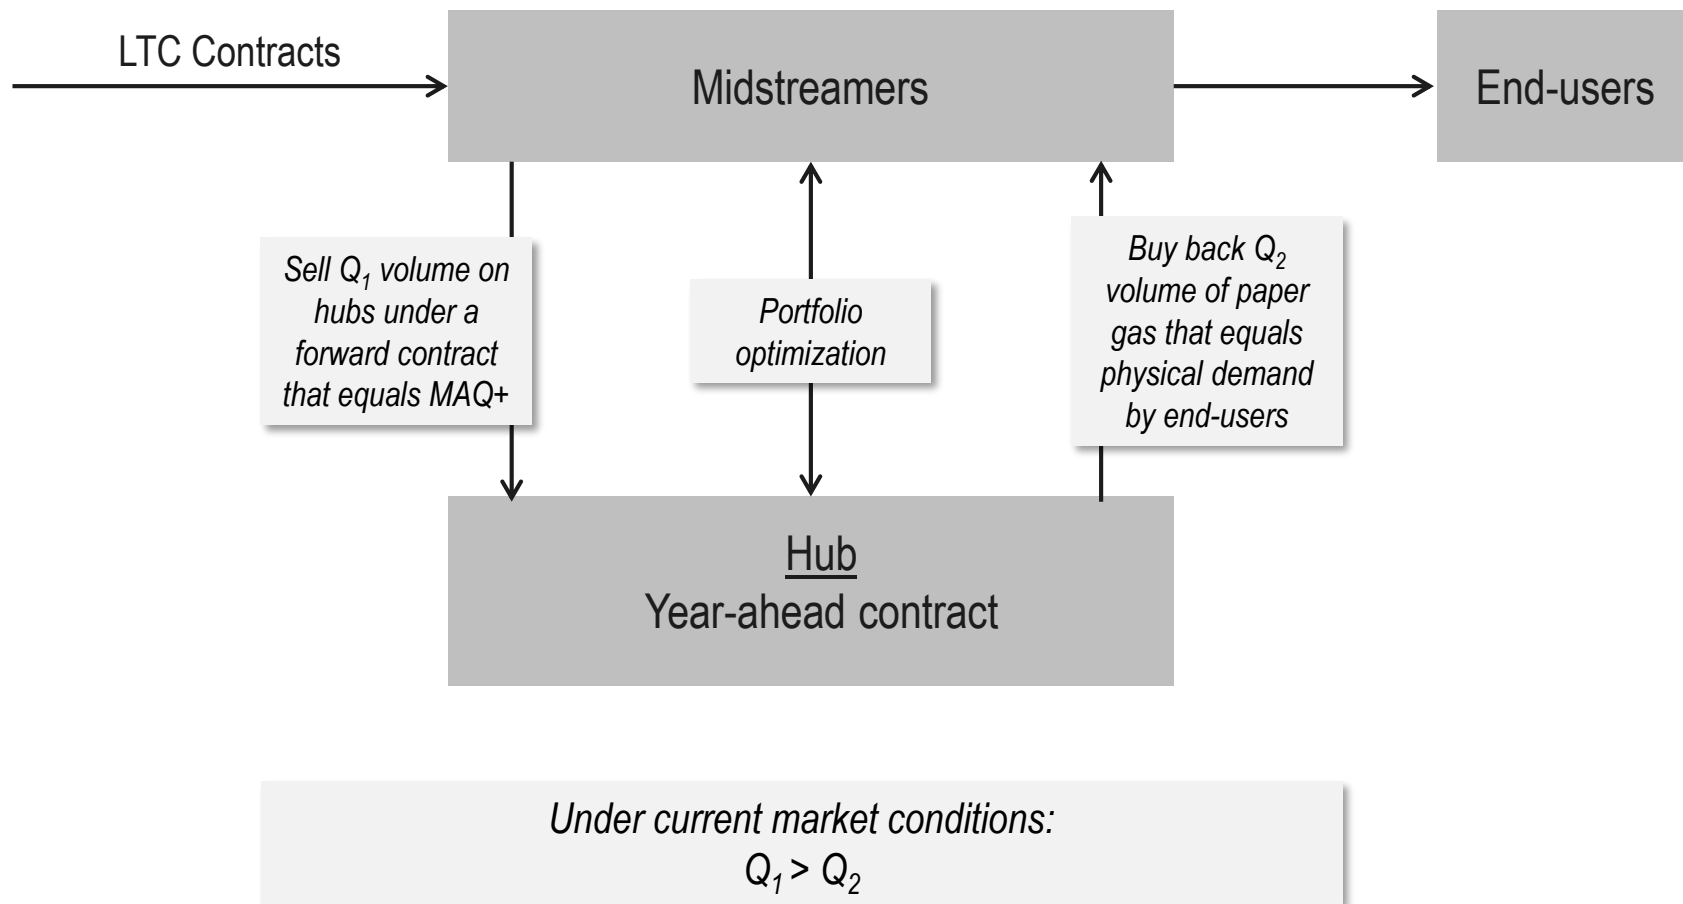 LTC Contracts
Midstreamers
End-users
Sell Q₁ volume on
hubs under a
forward contract
that equals MAQ+
Portfolio
optimization
Buy back Q₂
volume of paper
gas that equals
physical demand
by end-users
Hub
Year-ahead contract
Under current market conditions:
Q₁ > Q₂